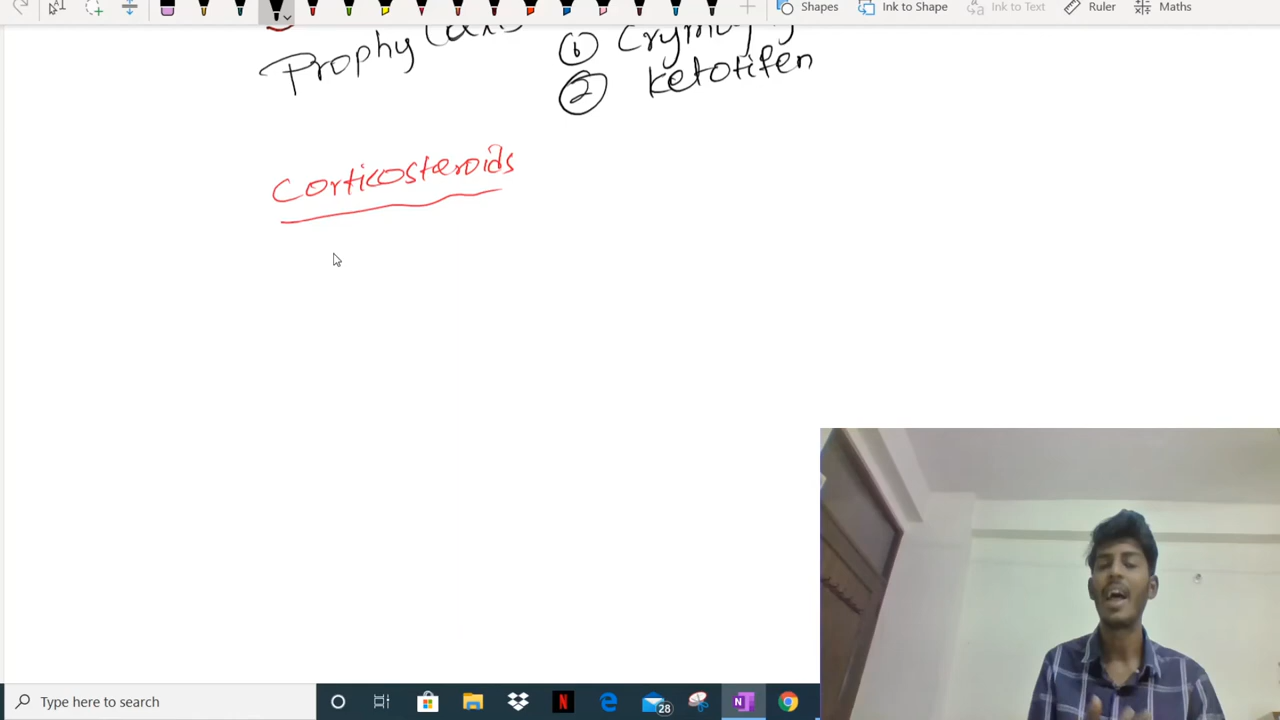 Shapes Ink to Shape Ink to Text Ruler Maths
Prophylaxis
①
② Ketotifen
Corticosteroids
Type here to search
28